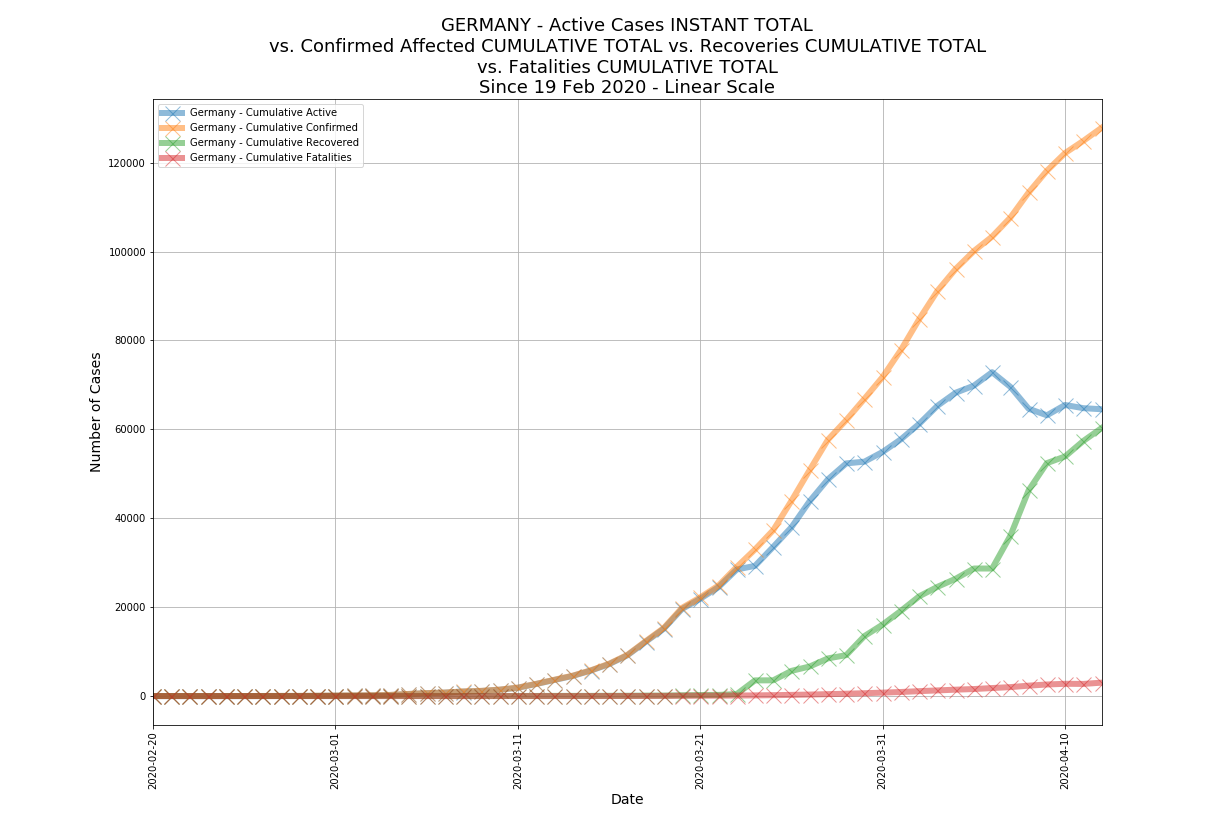 GERMANY - Active Cases INSTANT TOTAL
vs. Confirmed Affected CUMULATIVE TOTAL vs. Recoveries CUMULATIVE TOTAL
vs. Fatalities CUMULATIVE TOTAL
Since 19 Feb 2020 - Linear Scale
Germany - Cumulative Active
Germany - Cumulative Confirmed
Germany - Cumulative Recovered
Germany - Cumulative Fatalities
Number of Cases
120000
100000
80000
60000
40000
20000
0
2020-02-20
2020-03-01
2020-03-11
2020-03-21
2020-03-31
2020-04-10
Date